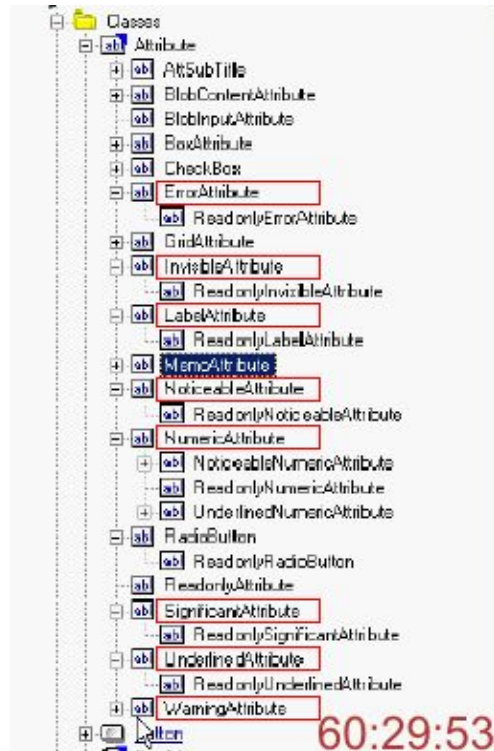 Classes
Attribute
AttSubTitle
BlobContentAttribute
BlobInputAttribute
BoxAttribute
CheckBox
ErrorAttribute
ReadonlyErrorAttribute
GridAttribute
InvisibleAttribute
ReadonlyInvizibleAttribute
LabelAttribute
ReadonlyLabelAttribute
MemoAttribute
NoticeableAttribute
ReadonlyNoticeableAttribute
NumericAttribute
NoticeableNumericAttribute
ReadonlyNumericAttribute
UnderlinedNumericAttribute
RadioButton
ReadonlyRadioButton
ReadonlyAttribute
SignificantAttribute
ReadonlySignificantAttribute
UnderlinedAttribute
ReadonlyUnderlinedAttribute
WarningAttribute
60:29:53